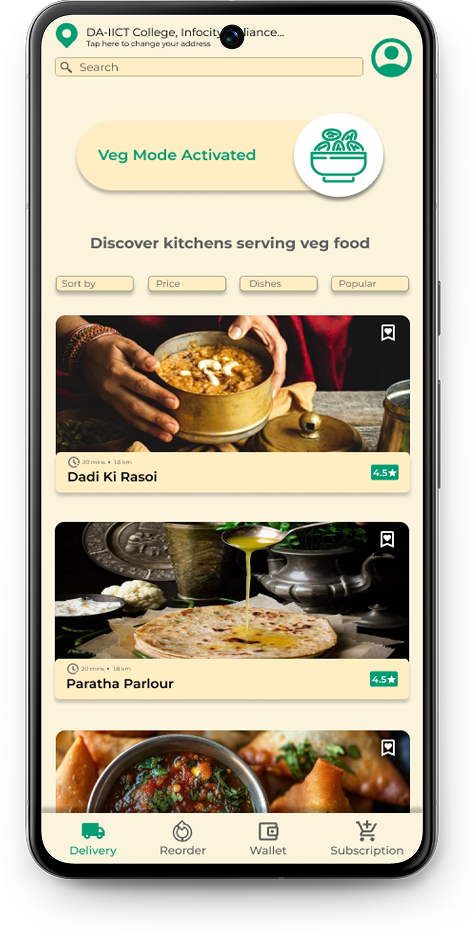 DA-IICT College, Infocity liance...
Tap here to change your address
Search
Veg Mode Activated
Discover kitchens serving veg food
Sort by
Price
Dishes
Popular
20 mins • 1.8 km
Dadi Ki Rasoi
4.5★
20 mins • 1.8 km
Paratha Parlour
4.5★
Delivery
Reorder
Wallet
Subscription